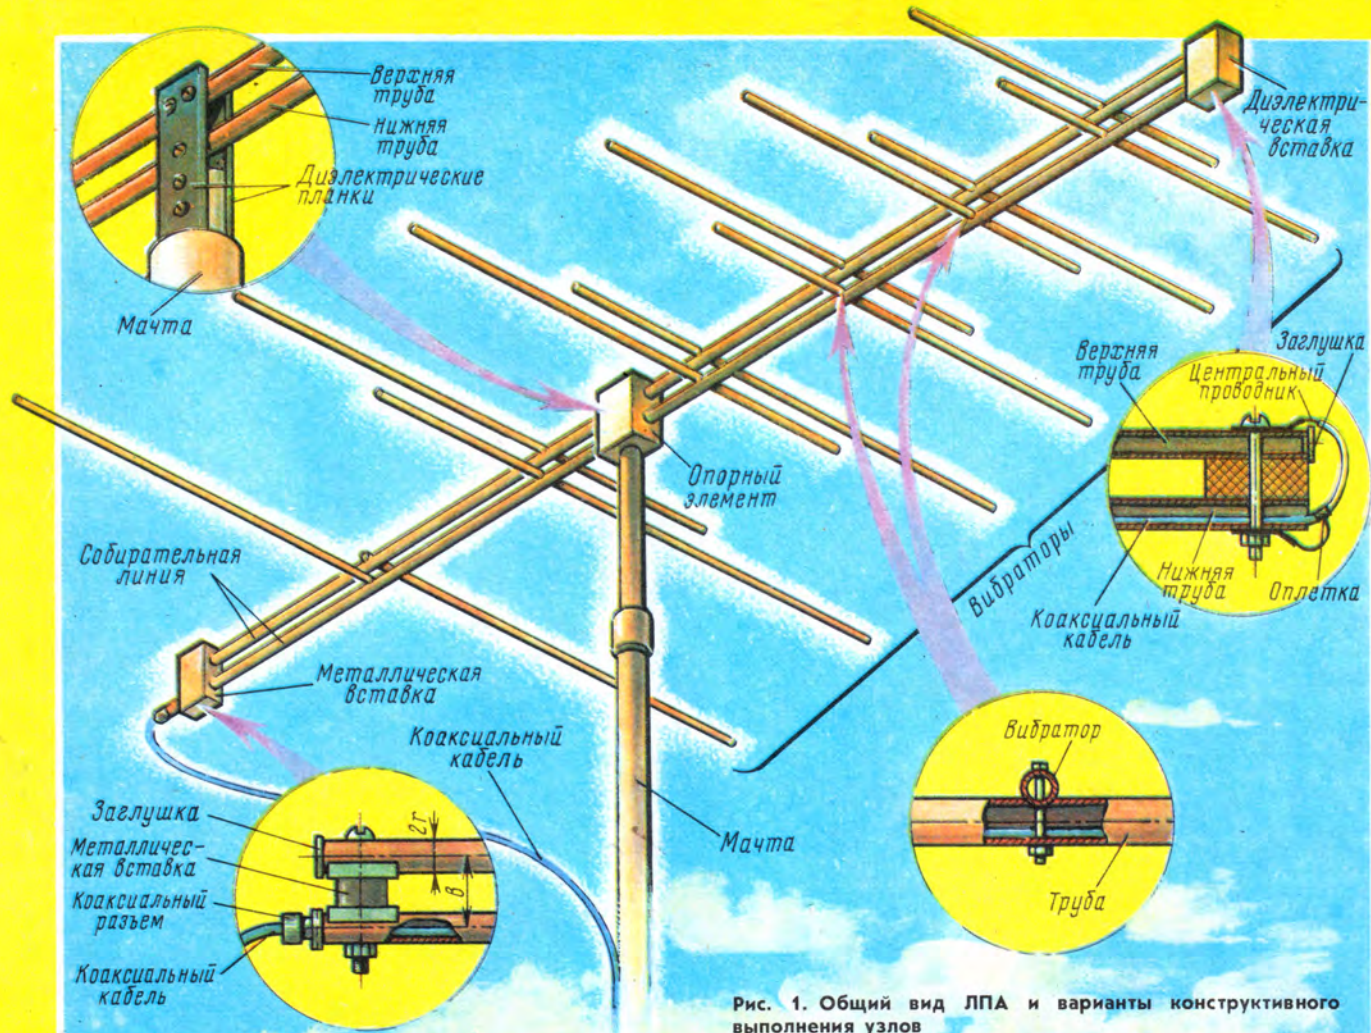 Верхняя
труба
Нижняя
труба
Диэлектрические
планки
Мачта
Диэлектри-
ческая
вставка
Опорный
элемент
Собирательная
линия
Металлическая
вставка
Коаксиальный
кабель
Мачта
Вибраторы
Верхняя
труба
Заглушка
Центральный
проводник
Нижняя
труба
Оплетка
Коаксиальный
кабель
Вибратор
Труба
Заглушка
Металличес-
кая вставка
Коаксиальный
разъем
Коаксиальный
кабель
2r
в
Рис. 1. Общий вид ЛПА и варианты конструктивного
выполнения узлов